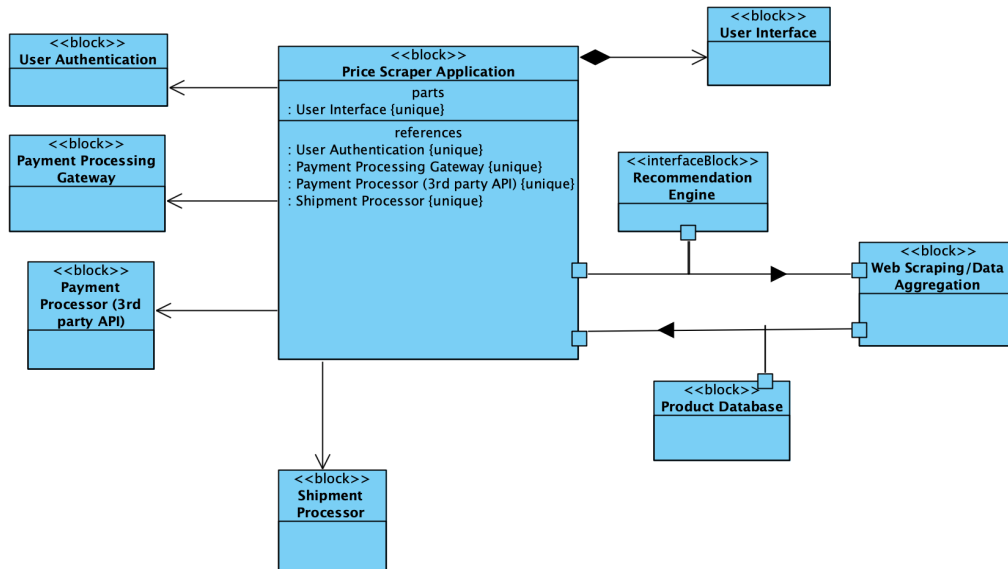 <<block>>
User Authentication
<<block>>
Payment Processing
Gateway
<<block>>
Payment
Processor (3rd
party API)
<<block>>
Price Scraper Application
parts
: User Interface {unique}
references
: User Authentication {unique}
: Payment Processing Gateway {unique}
: Payment Processor (3rd party API) {unique}
: Shipment Processor {unique}
<<block>>
User Interface
<<interfaceBlock>>
Recommendation
Engine
<<block>>
Web Scraping/Data
Aggregation
<<block>>
Product Database
<<block>>
Shipment
Processor